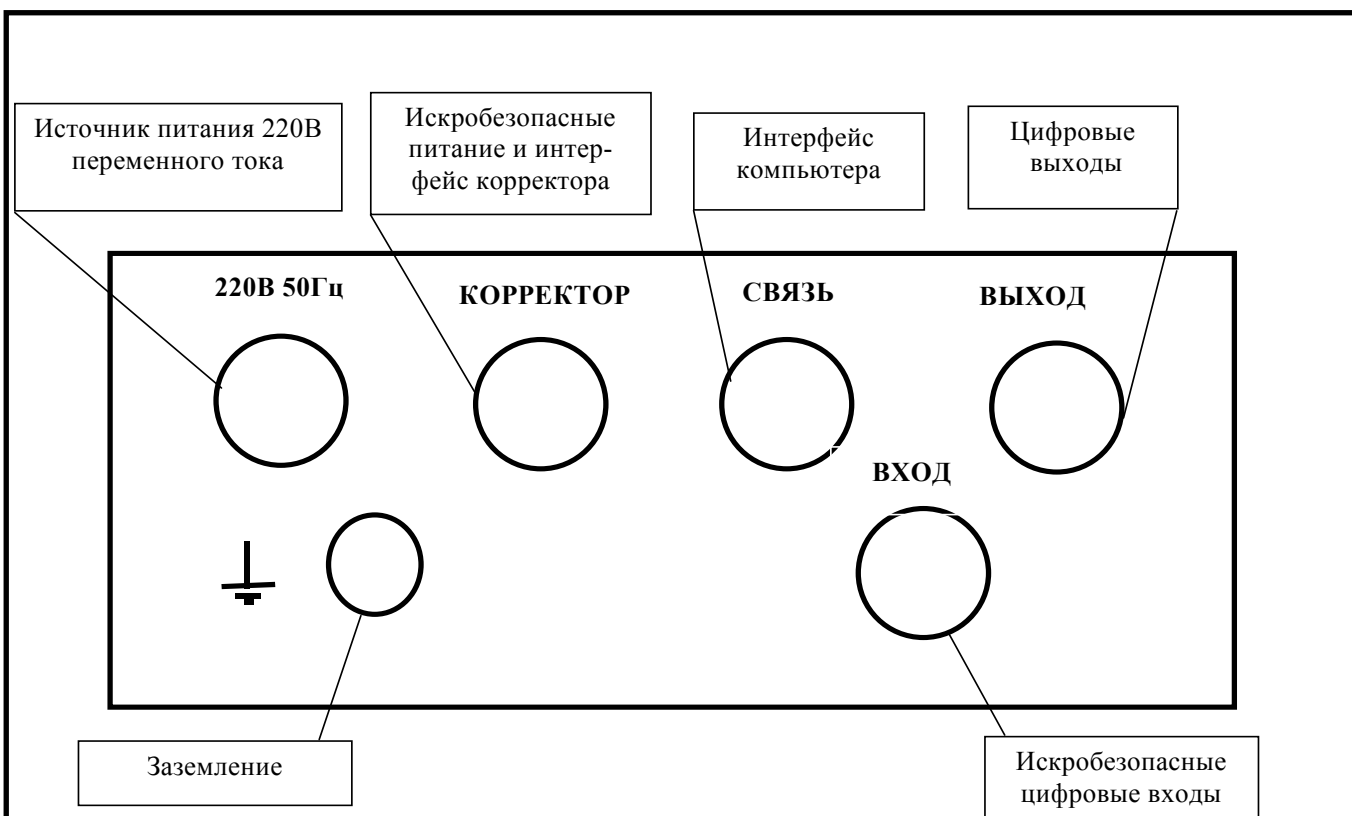 Источник питания 220В
переменного тока
Искробезопасные
питание и интер-
фейс корректора
Интерфейс
компьютера
Цифровые
выходы
220В 50Гц
КОРРЕКТОР
СВЯЗЬ
ВЫХОД
ВХОД
Заземление
Искробезопасные
цифровые входы